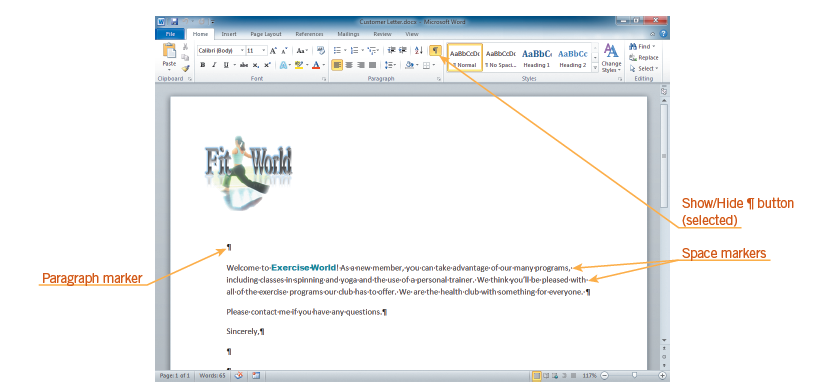 Customer Letter.docx - Microsoft Word
File Home Insert Page Layout References Mailings Review View
Calibri (Body) 11 A A Aa
Paste B I U abc x, x² A A
AaBbCcDc AaBbCcDc AaBbC AaBbCc
¶ Normal ¶ No Spaci... Heading 1 Heading 2
Change
Styles
Find
Replace
Select
Clipboard Font Paragraph Styles Editing
Fit World
Show/Hide ¶ button
(selected)
¶
Space markers
Paragraph marker
Welcome·to·Exercise·World!·As·a·new·member,·you·can·take·advantage·of·our·many·programs,·
including·classes·in·spinning·and·yoga·and·the·use·of·a·personal·trainer.·We·think·you'll·be·pleased·with·
all·of·the·exercise·programs·our·club·has·to·offer.·We·are·the·health·club·with·something·for·everyone.·¶
Please·contact·me·if·you·have·any·questions.¶
Sincerely,¶
¶
¶
Page: 1 of 1 Words: 65 117%